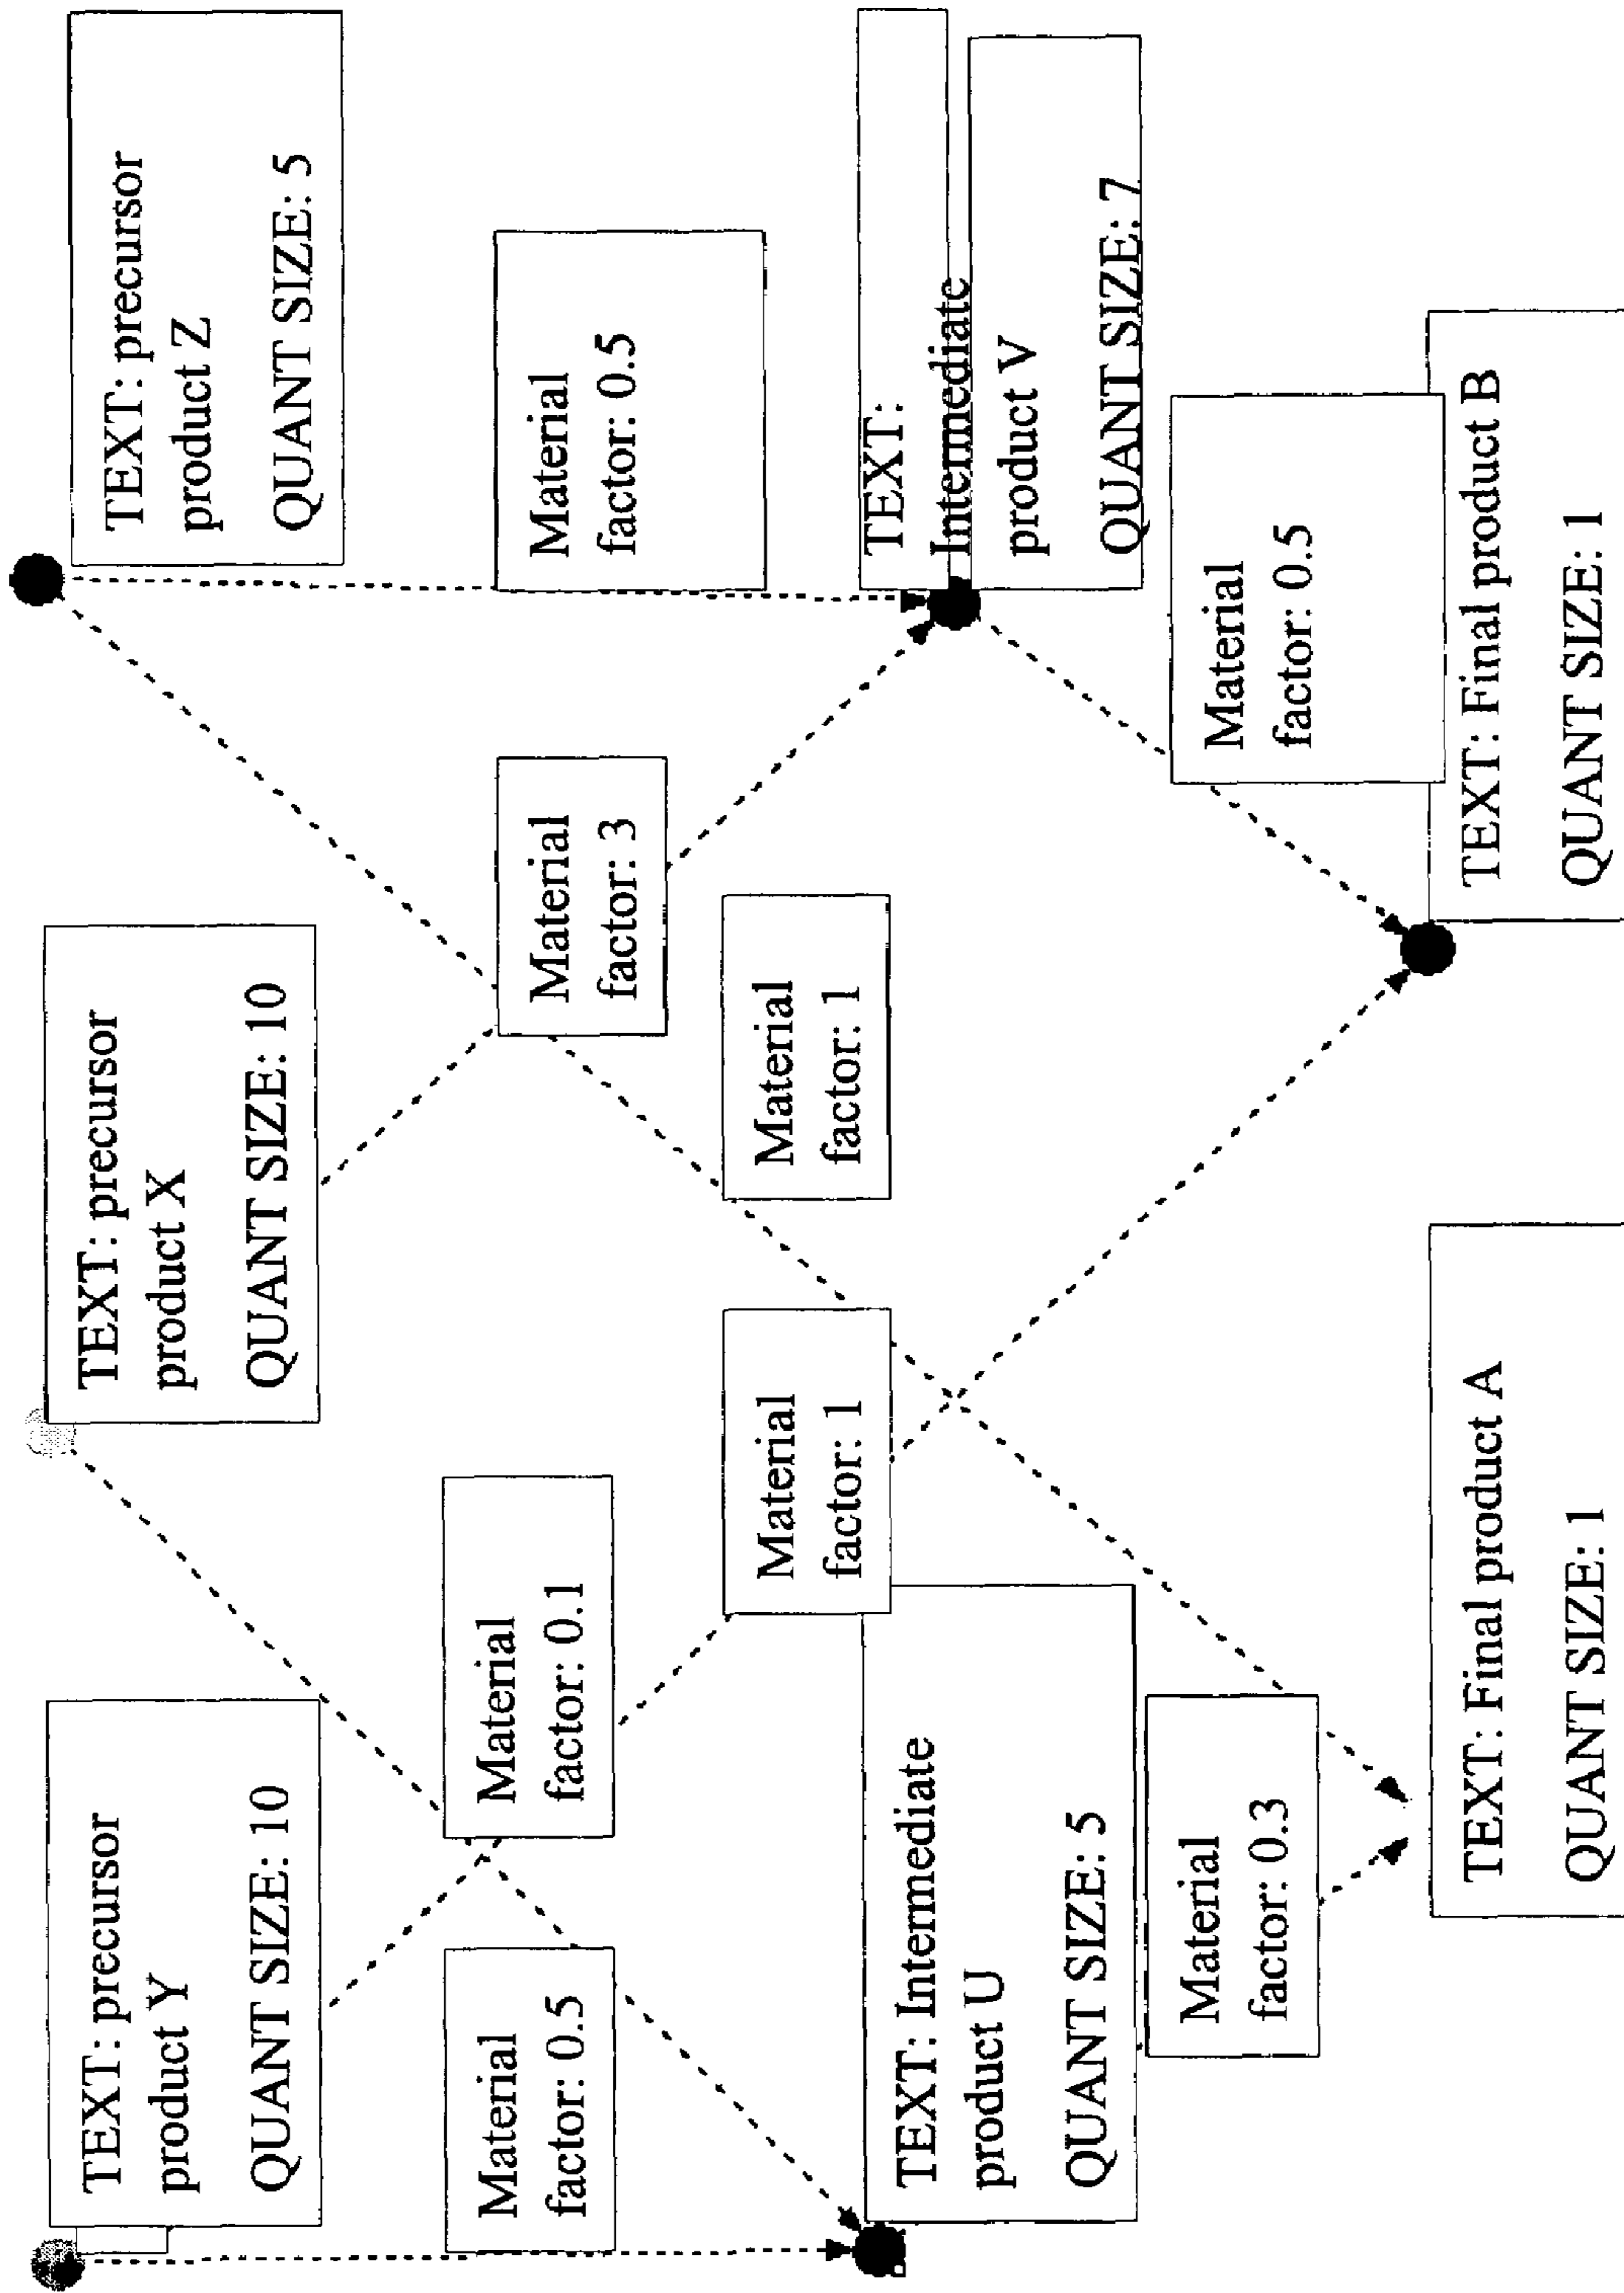 TEXT: precursor
product Y
QUANT SIZE: 10
TEXT: precursor
product X
QUANT SIZE: 10
TEXT: precursor
product Z
QUANT SIZE: 5
Material
factor: 0.5
Material
factor: 0.1
Material
factor: 3
Material
factor: 0.5
Material
factor: 1
Material
factor: 1
TEXT: Intermediate
product U
QUANT SIZE: 5
TEXT:
Intermediate
product V
QUANT SIZE: 7
Material
factor: 0.3
Material
factor: 0.5
TEXT: Final product A
QUANT SIZE: 1
TEXT: Final product B
QUANT SIZE: 1